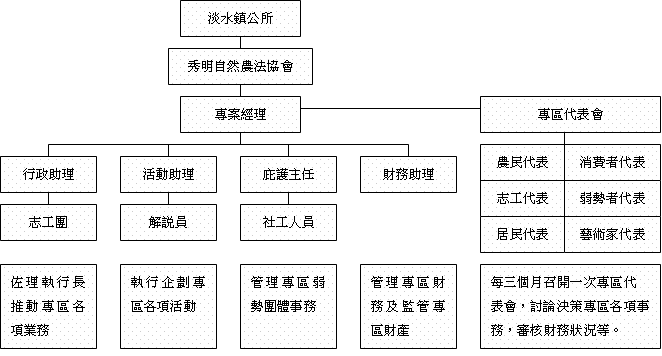 淡水鎮公所
秀明自然農法協會
專案經理
專區代表會
行政助理
活動助理
庇護主任
財務助理
農民代表
消費者代表
志工代表
弱勢者代表
居民代表
藝術家代表
志工團
解說員
社工人員
佐理執行長
推動專區各
項業務
執行企劃專
區各項活動
管理專區弱
勢團體事務
管理專區財
務及監管專
區財產
每三個月召開一次專區代
表會，討論決策專區各項事
務，審核財務狀況等。